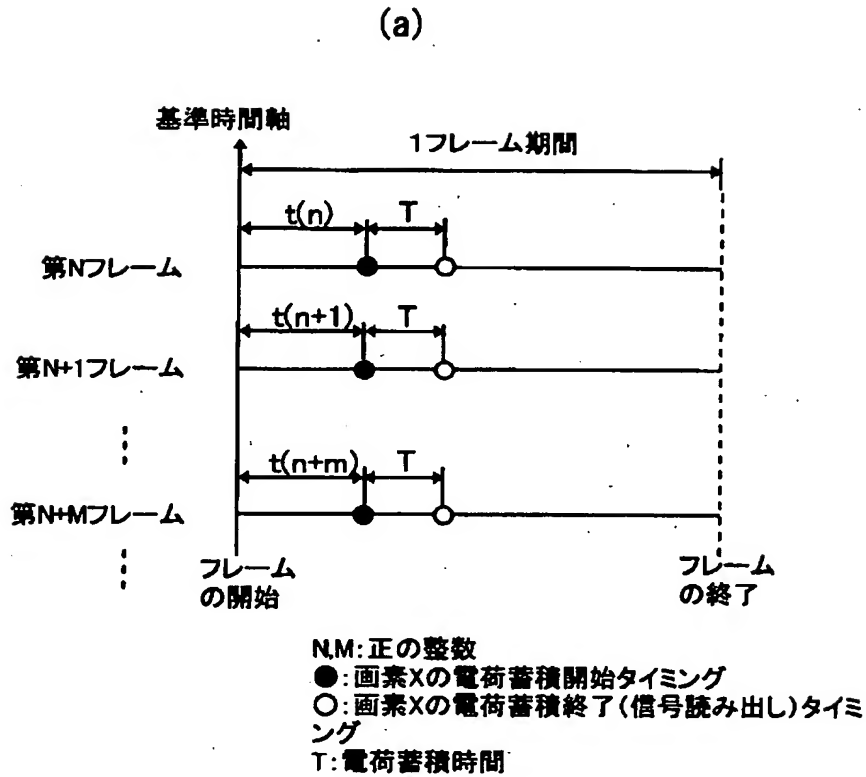 (a)
基準時間軸
1フレーム期間
t(n)
T
第Nフレーム
t(n+1)
T
第N+1フレーム
t(n+m)
T
第N+Mフレーム
フレーム
の開始
フレーム
の終了
N,M:正の整数
●:画素Xの電荷蓄積開始タイミング
○:画素Xの電荷蓄積終了(信号読み出し)タイミ
ング
T:電荷蓄積時間